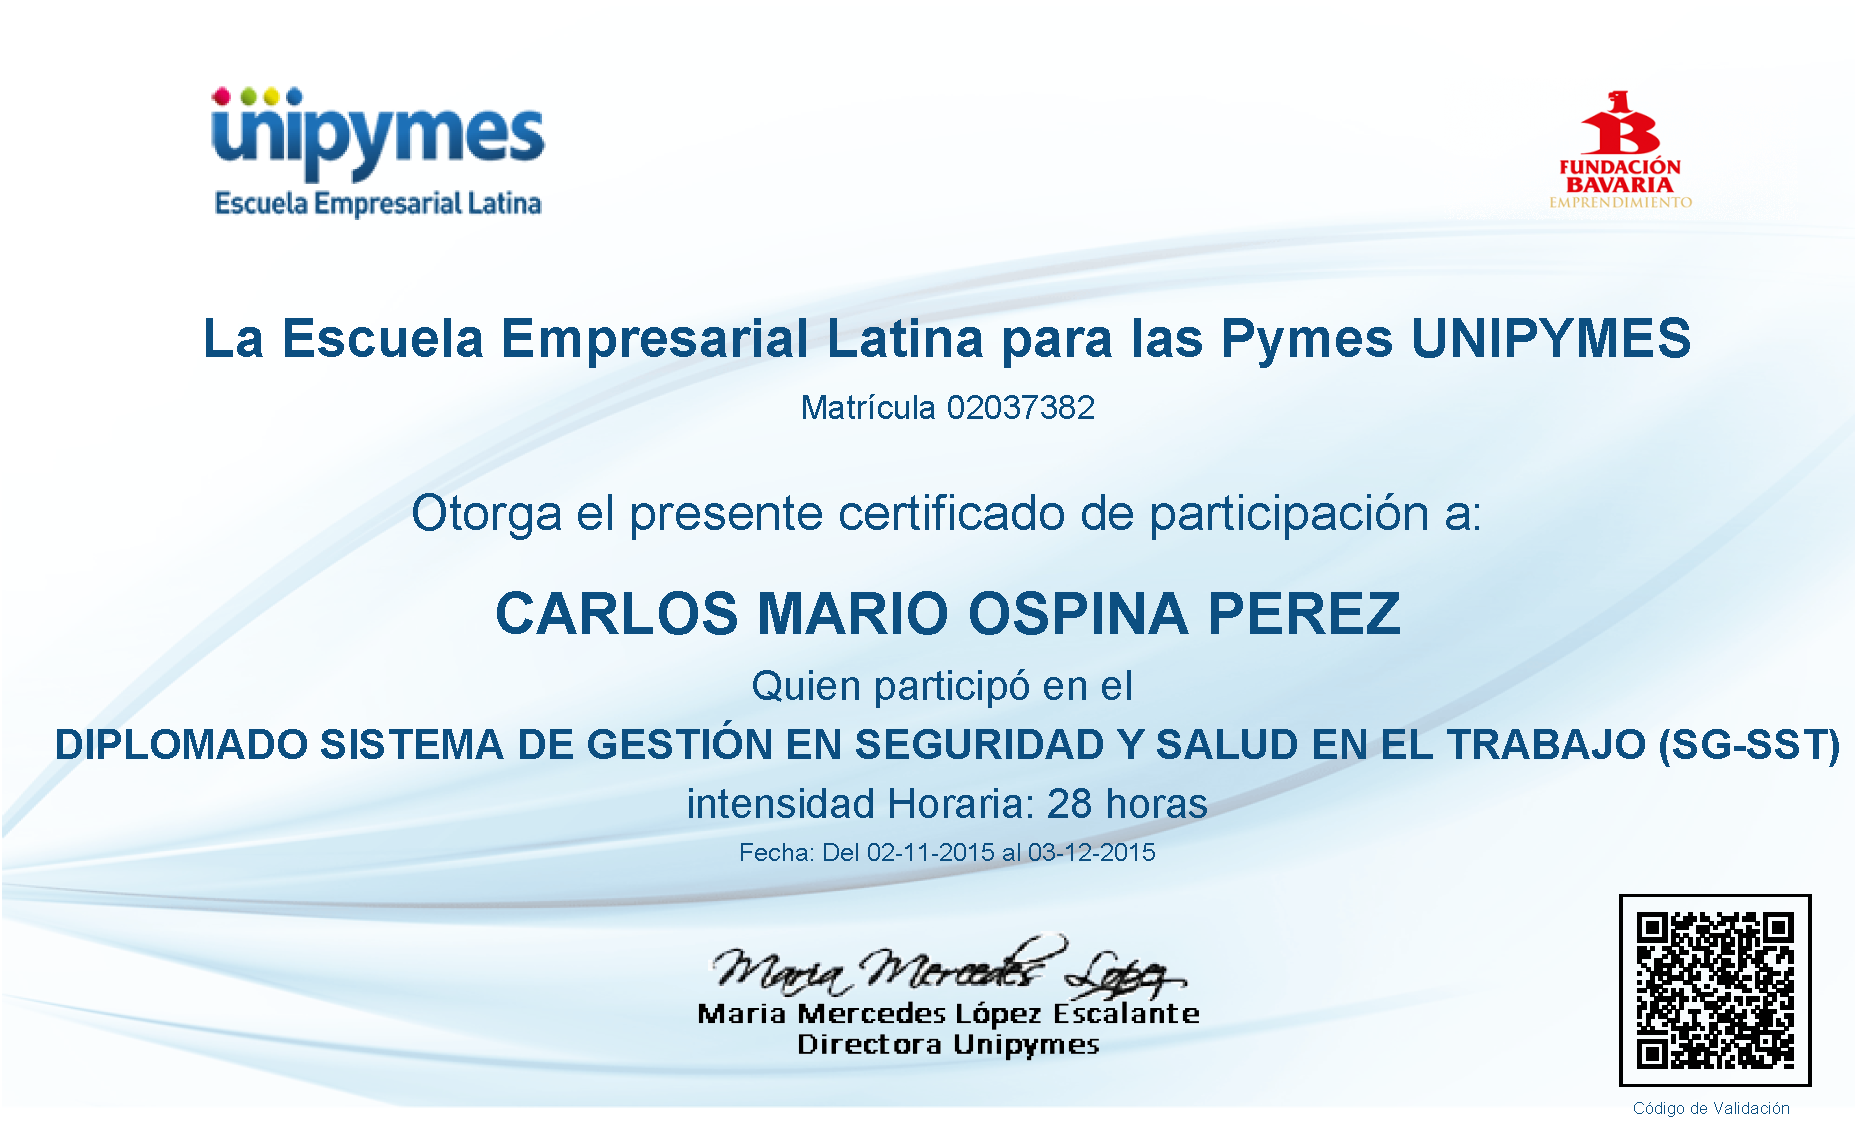 unipymes
Escuela Empresarial Latina
B
FUNDACIÓN
BAVARIA
EMPRENDIMIENTO
La Escuela Empresarial Latina para las Pymes UNIPYMES
Matrícula 02037382
Otorga el presente certificado de participación a:
CARLOS MARIO OSPINA PEREZ
Quien participó en el
DIPLOMADO SISTEMA DE GESTIÓN EN SEGURIDAD Y SALUD EN EL TRABAJO (SG-SST)
intensidad Horaria: 28 horas
Fecha: Del 02-11-2015 al 03-12-2015
Maria Mercedes Lopez
Maria Mercedes López Escalante
Directora Unipymes
Código de Validación